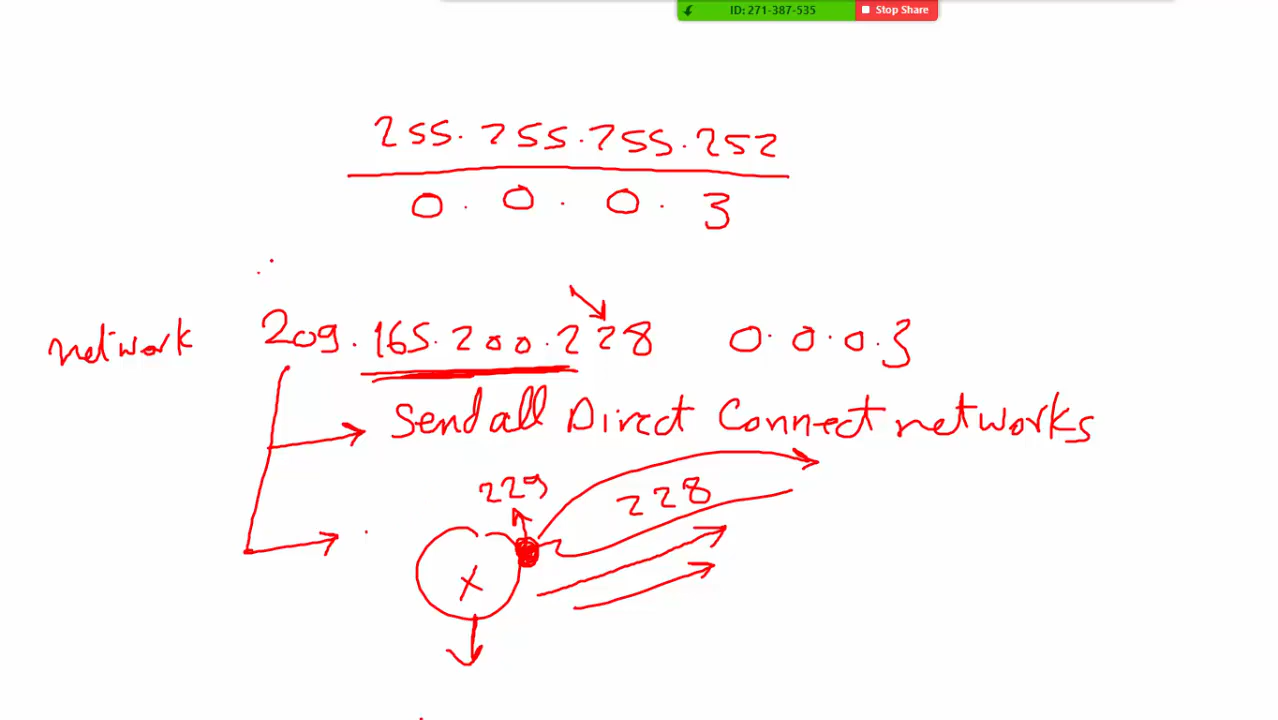 ID: 271-387-535 Stop Share
255.255.255.252
0.0.0.3
network 209.165.200.228 0.0.0.3
Send all Direct Connect networks
229
228
X